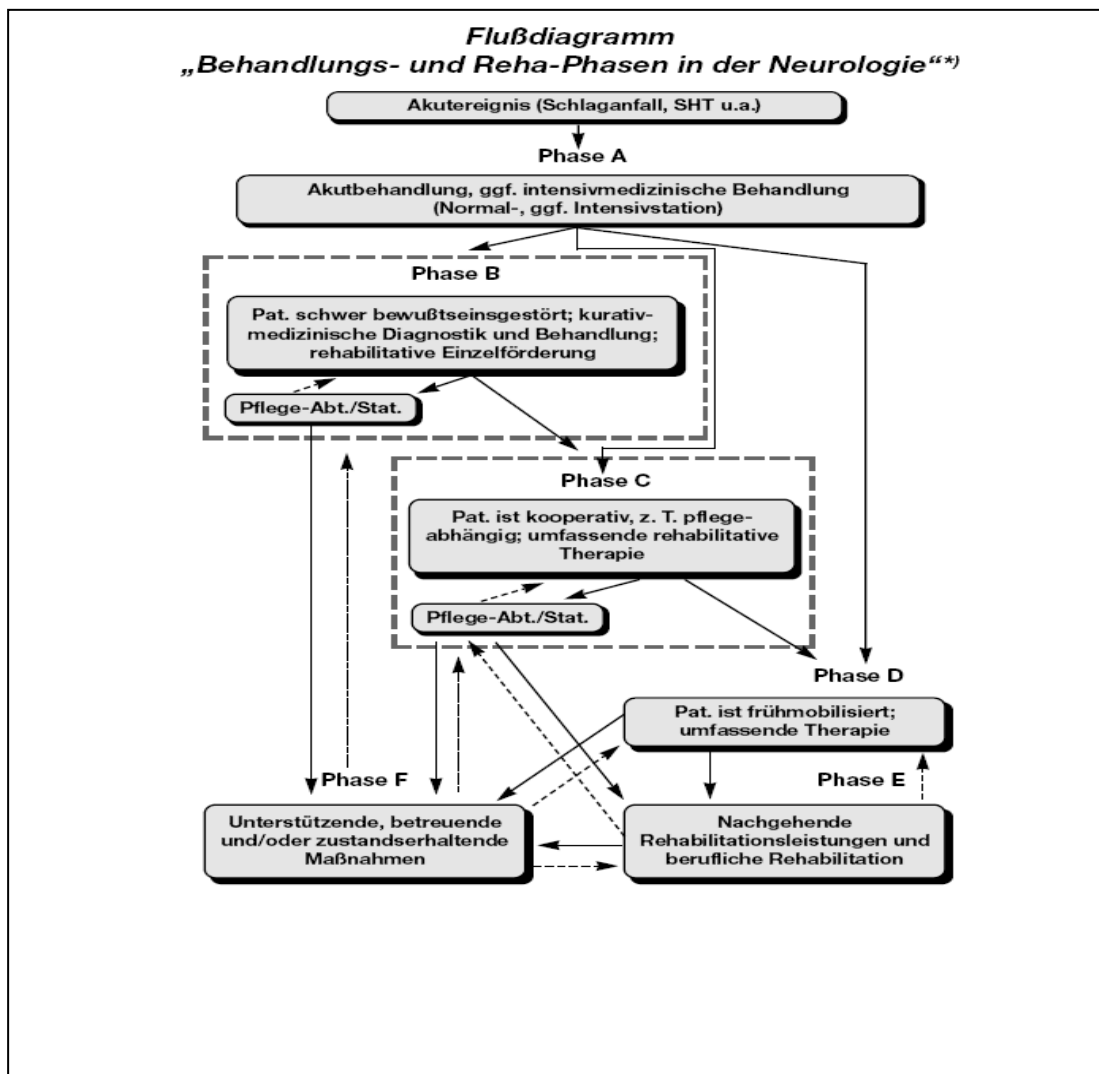 Flußdiagramm
„Behandlungs- und Reha-Phasen in der Neurologie“*)
Akutereignis (Schlaganfall, SHT u.a.)
Phase A
Akutbehandlung, ggf. intensivmedizinische Behandlung
(Normal-, ggf. Intensivstation)
Phase B
Pat. schwer bewußtseinsgestört; kurativ-
medizinische Diagnostik und Behandlung;
rehabilitative Einzelförderung
Pflege-Abt./Stat.
Phase C
Pat. ist kooperativ, z. T. pflege-
abhängig; umfassende rehabilitative
Therapie
Pflege-Abt./Stat.
Phase D
Pat. ist frühmobilisiert;
umfassende Therapie
Phase F
Unterstützende, betreuende
und/oder zustandserhaltende
Maßnahmen
Phase E
Nachgehende
Rehabilitationsleistungen und
berufliche Rehabilitation